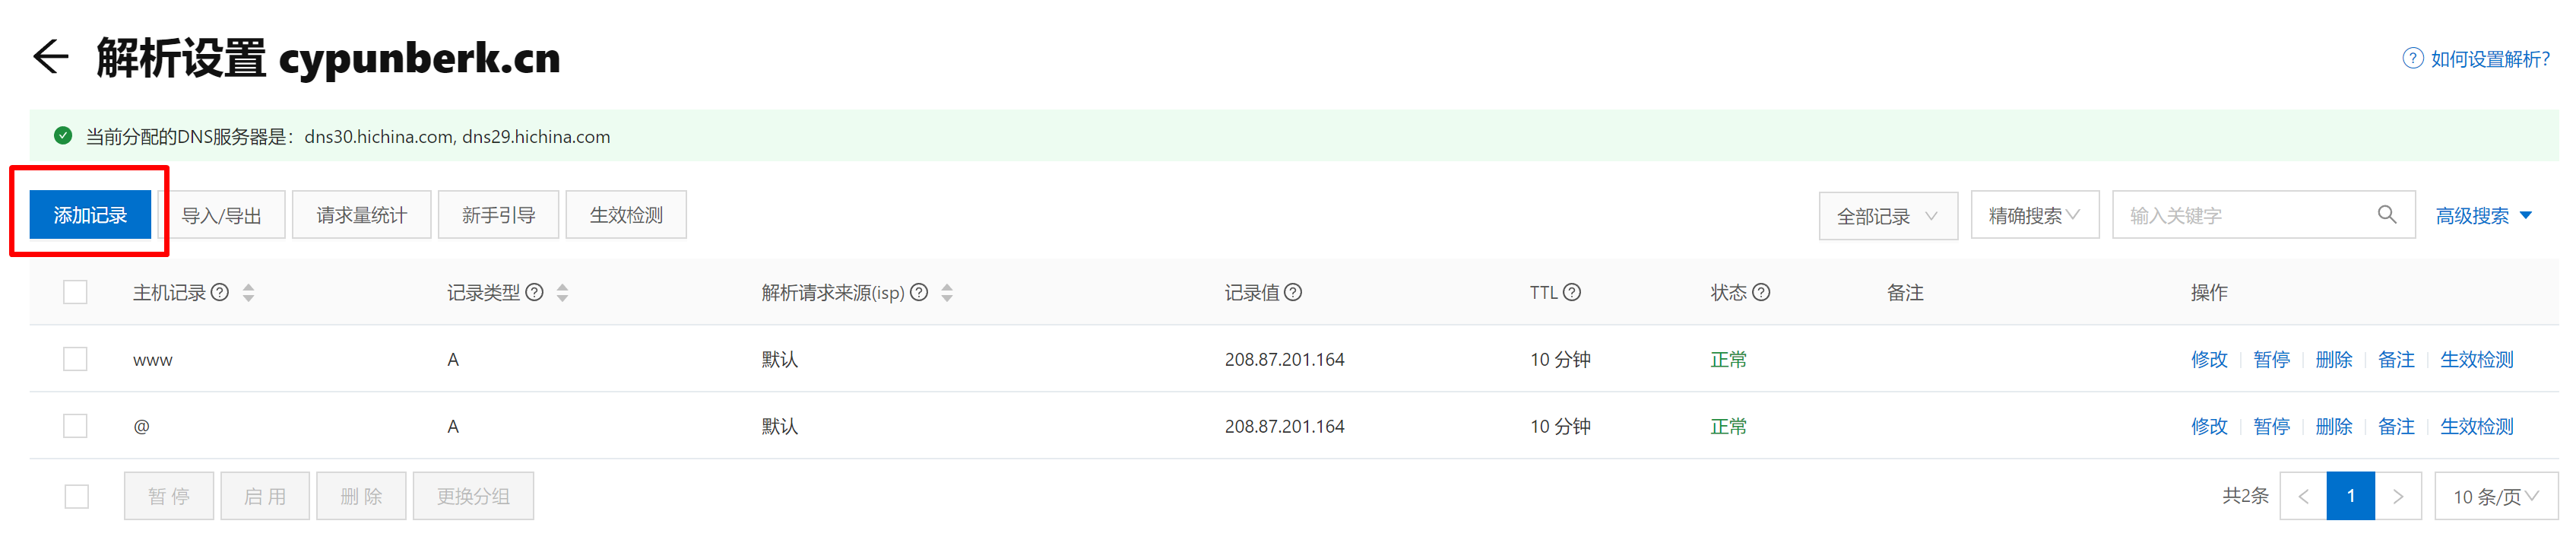 解析设置 cypunberk.cn
如何设置解析?
当前分配的DNS服务器是：dns30.hichina.com, dns29.hichina.com
添加记录 导入/导出 请求量统计 新手引导 生效检测 全部记录 精确搜索 输入关键字 高级搜索
主机记录 记录类型 解析请求来源(isp) 记录值 TTL 状态 备注 操作
www A 默认 208.87.201.164 10 分钟 正常 修改 暂停 删除 备注 生效检测
@ A 默认 208.87.201.164 10 分钟 正常 修改 暂停 删除 备注 生效检测
暂 停 启 用 删 除 更换分组 共2条 < 1 > 10 条/页